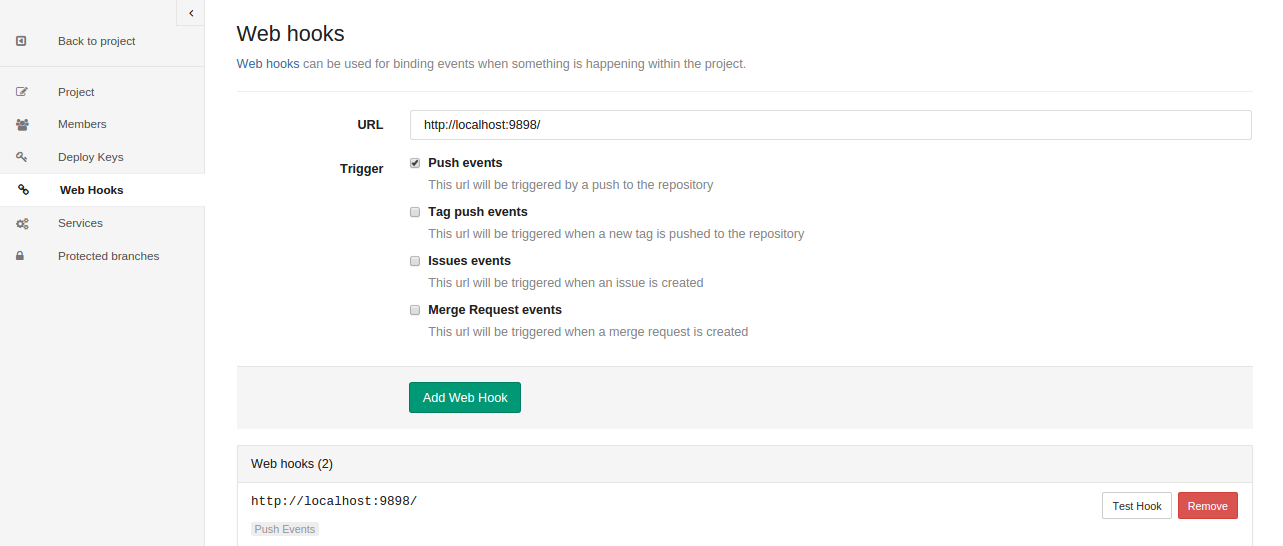 Back to project
Project
Members
Deploy Keys
Web Hooks
Services
Protected branches
Web hooks
Web hooks can be used for binding events when something is happening within the project.
URL http://localhost:9898/
Trigger Push events
This url will be triggered by a push to the repository
Tag push events
This url will be triggered when a new tag is pushed to the repository
Issues events
This url will be triggered when an issue is created
Merge Request events
This url will be triggered when a merge request is created
Add Web Hook
Web hooks (2)
http://localhost:9898/ Test Hook Remove
Push Events